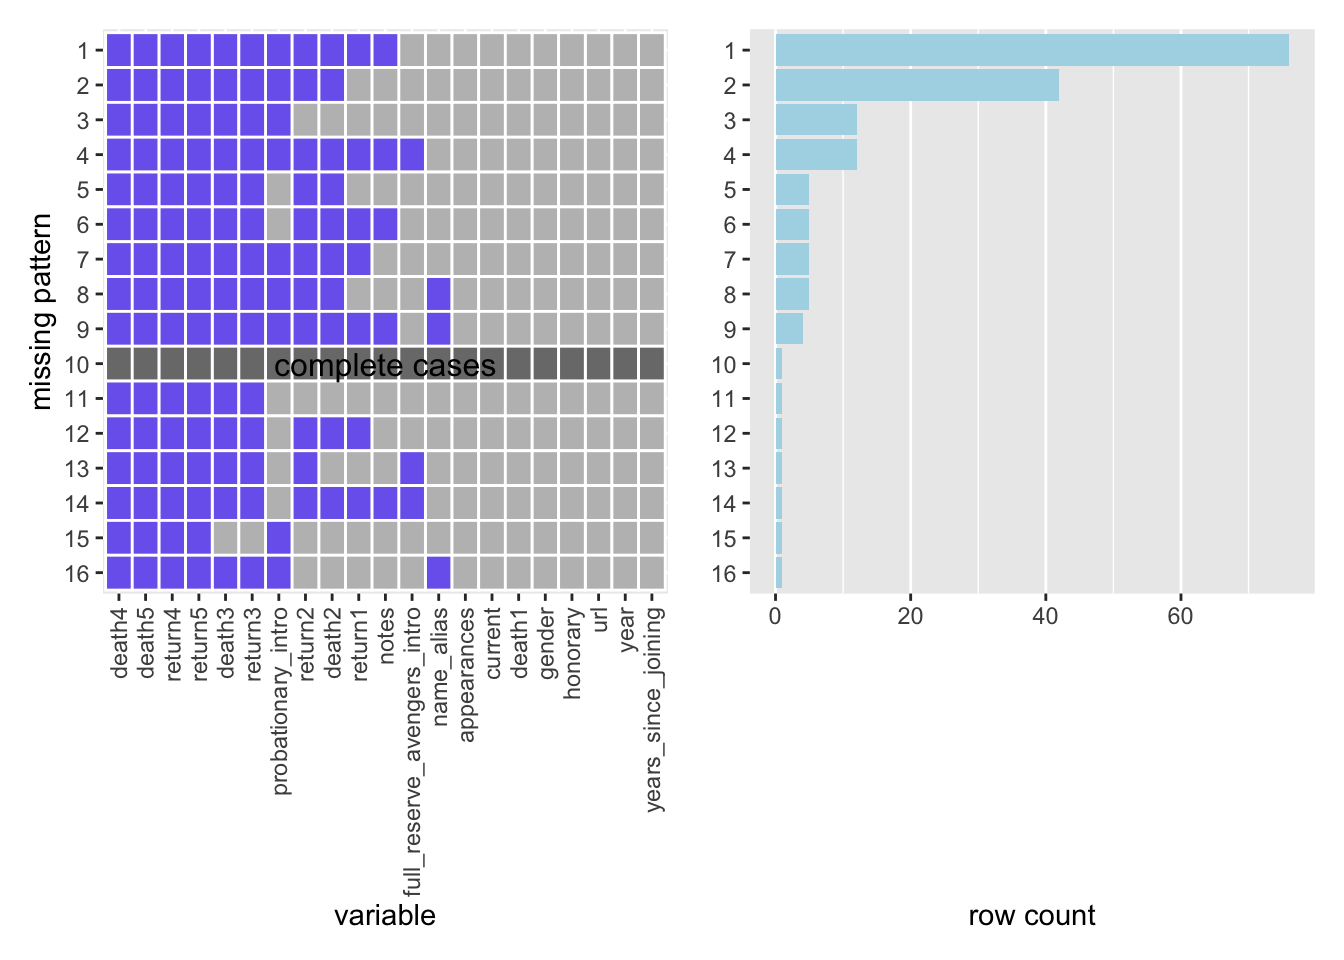 missing pattern
1
2
3
4
5
6
7
8
9
10
11
12
13
14
15
16
complete cases
death4
death5
return4
return5
death3
return3
probationary_intro
return2
death2
return1
notes
full_reserve_avengers_intro
name_alias
appearances
current
death1
gender
honorary
url
year
years_since_joining
variable
1
2
3
4
5
6
7
8
9
10
11
12
13
14
15
16
0 20 40 60
row count